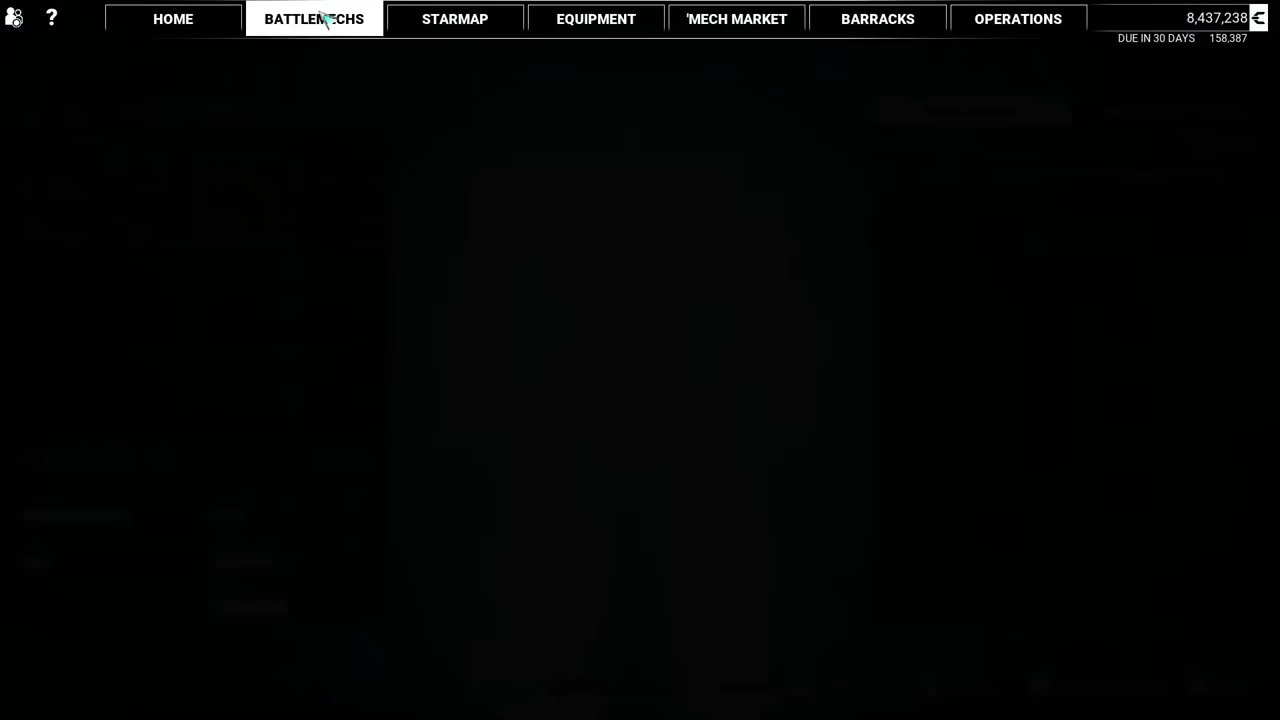 ?
HOME
BATTLEMECHS
STARMAP
EQUIPMENT
'MECH MARKET
BARRACKS
OPERATIONS
8,437,238
DUE IN 30 DAYS 158,387